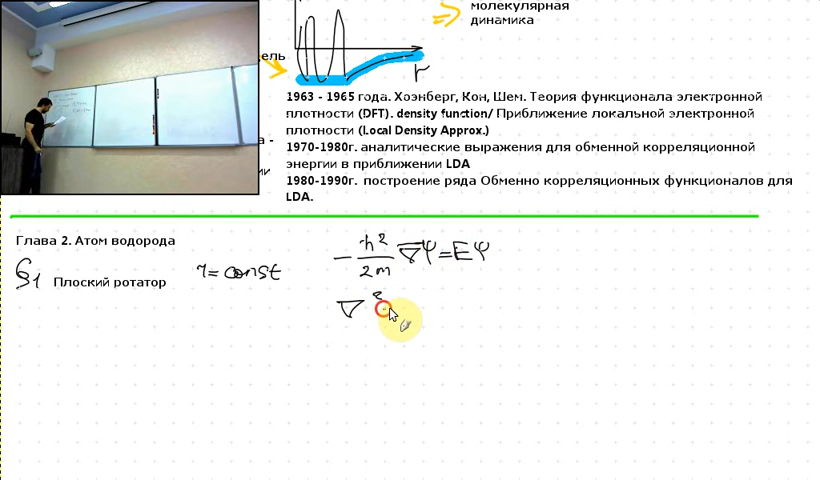 молекулярная
динамика
ель
r
1963 - 1965 года. Хоэнберг, Кон, Шем. Теория функционала электронной
плотности (DFT). density function/ Приближение локальной электронной
плотности (Local Density Approx.)
а -
1970-1980г. аналитические выражения для обменной корреляционной
энергии в приближении LDA
ии
1980-1990г. построение ряда Обменно корреляционных функционалов для
LDA.
Глава 2. Атом водорода
§1 Плоский ротатор r = const
- ħ²/2m ∇ψ = Eψ
∇²